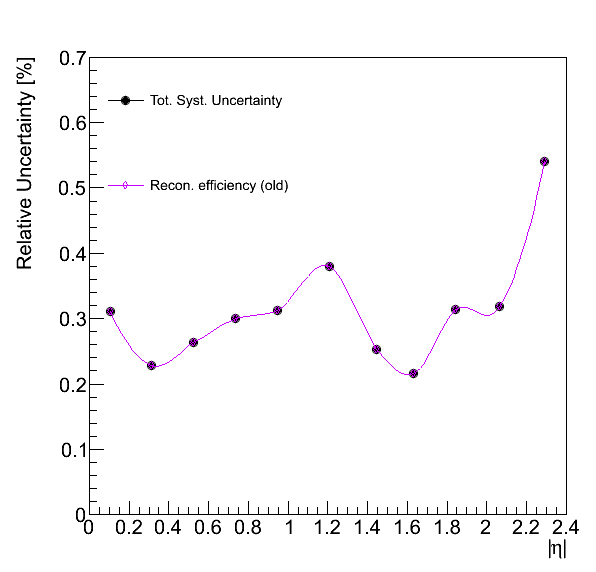 Relative Uncertainty [%]
0.7
0.6
0.5
0.4
0.3
0.2
0.1
0
Tot. Syst. Uncertainty
Recon. efficiency (old)
0 0.2 0.4 0.6 0.8 1 1.2 1.4 1.6 1.8 2 2.2 2.4
|η|